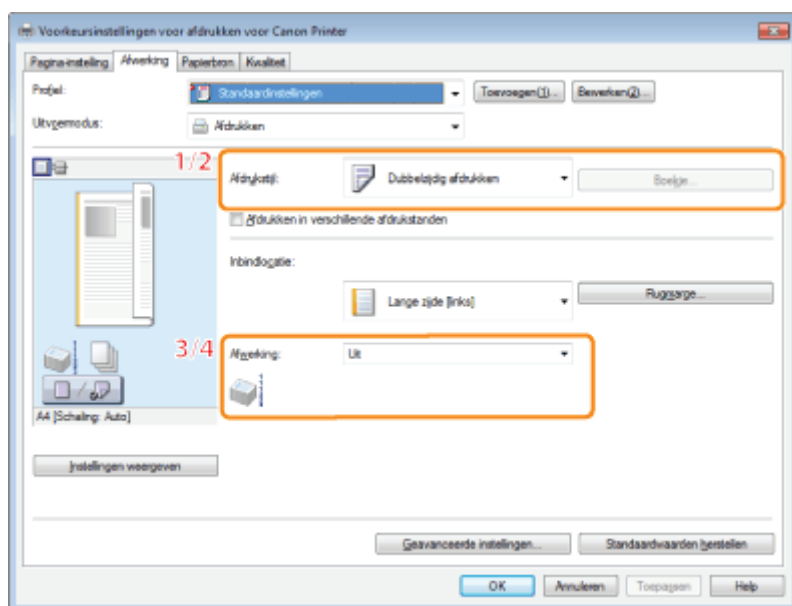 Voorkeursinstellingen voor afdrukken voor Canon Printer
Pagina-instelling Afwerking Papierbron Kwaliteit
Profiel: Standaardinstellingen Toevoegen(1)... Bewerken(2)...
Uitvoermodus: Afdrukken
1/2
Afdrukstijl: Dubbelzijdig afdrukken Boekje...
Afdrukken in verschillende afdrukstanden
Inbindlocatie:
Lange zijde [links] Rugmarge...
3/4
Afwerking: Uit
A4 [Schaling: Auto]
Instellingen weergeven
Geavanceerde instellingen... Standaardwaarden herstellen
OK Annuleren Toepassen Help